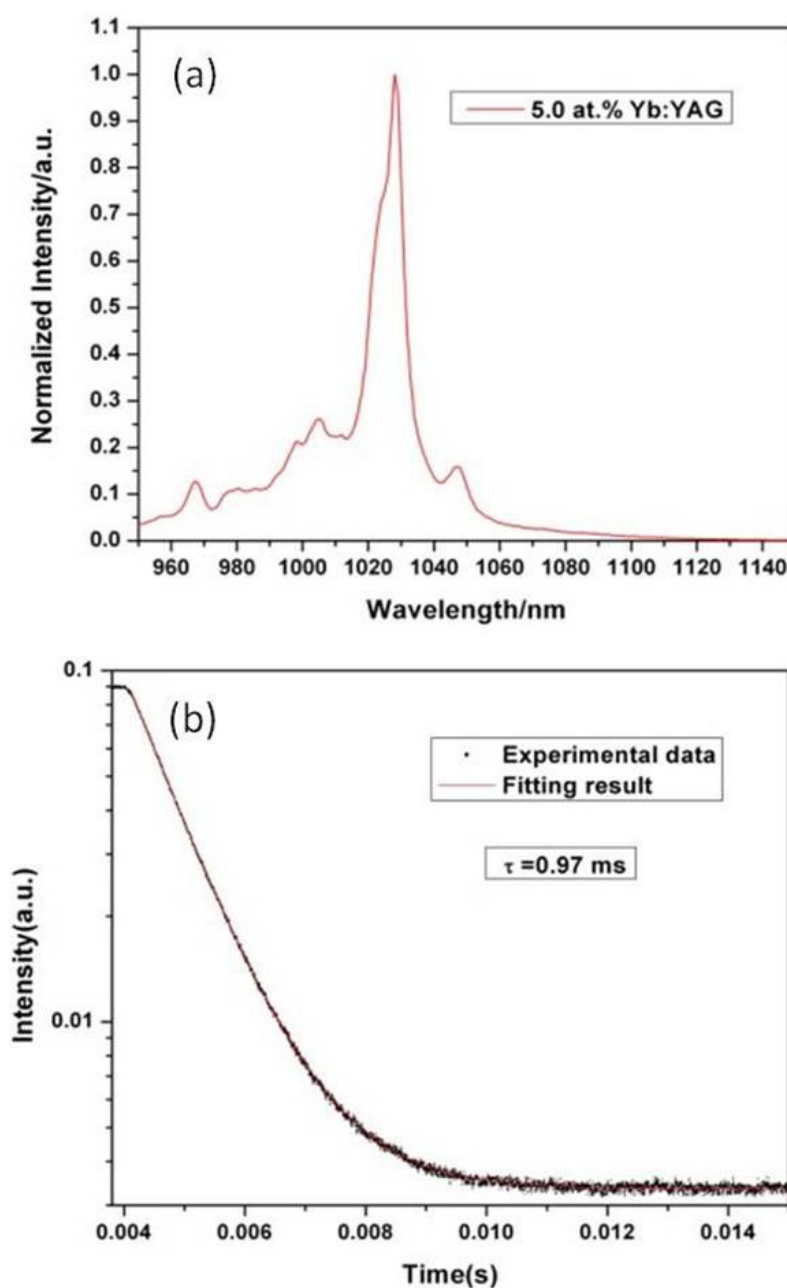 (a)
5.0 at.% Yb:YAG
Normalized Intensity/a.u.
1.1
1.0
0.9
0.8
0.7
0.6
0.5
0.4
0.3
0.2
0.1
0.0
960 980 1000 1020 1040 1060 1080 1100 1120 1140
Wavelength/nm
(b)
Experimental data
Fitting result
τ =0.97 ms
Intensity(a.u.)
0.1
0.01
0.004 0.006 0.008 0.010 0.012 0.014
Time(s)